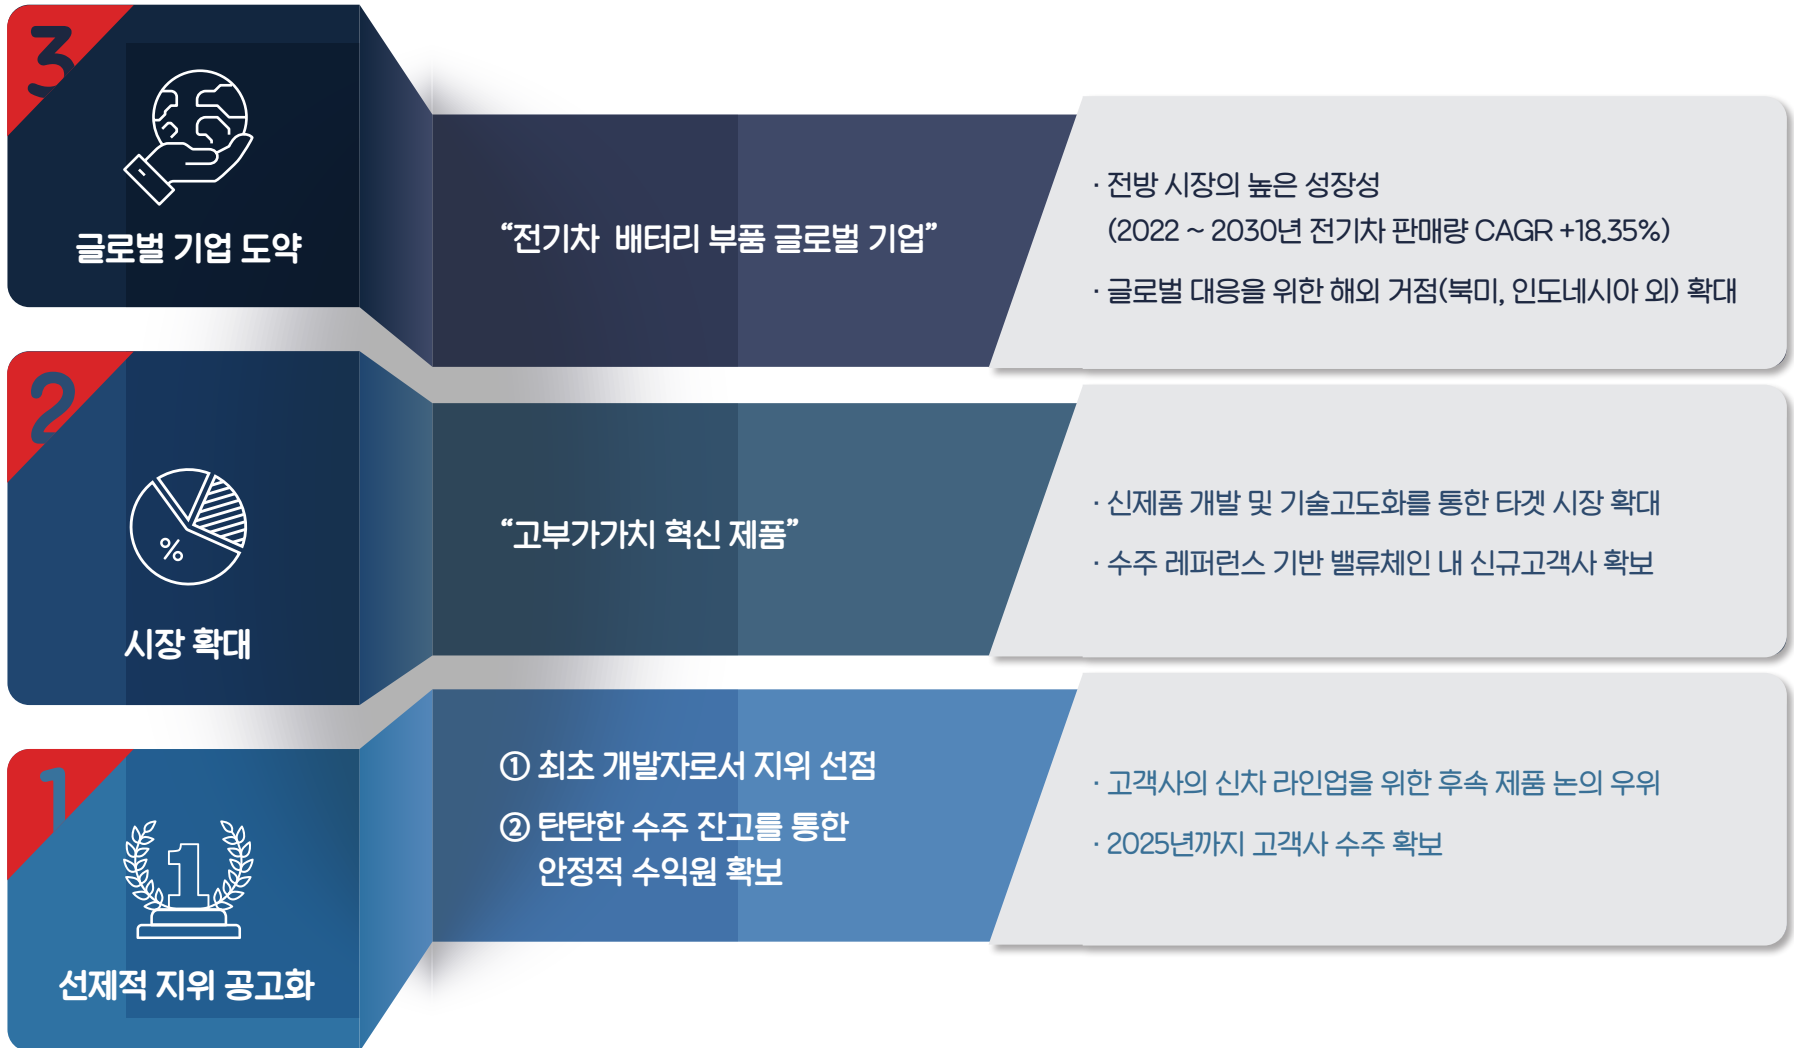 3
글로벌 기업 도약
“전기차 배터리 부품 글로벌 기업”
· 전방 시장의 높은 성장성
(2022 ~ 2030년 전기차 판매량 CAGR +18.35%)
· 글로벌 대응을 위한 해외 거점(북미, 인도네시아 외) 확대
2
%
시장 확대
“고부가가치 혁신 제품”
· 신제품 개발 및 기술고도화를 통한 타겟 시장 확대
· 수주 레퍼런스 기반 밸류체인 내 신규고객사 확보
1
1
선제적 지위 공고화
① 최초 개발자로서 지위 선점
② 탄탄한 수주 잔고를 통한
안정적 수익원 확보
· 고객사의 신차 라인업을 위한 후속 제품 논의 우위
· 2025년까지 고객사 수주 확보